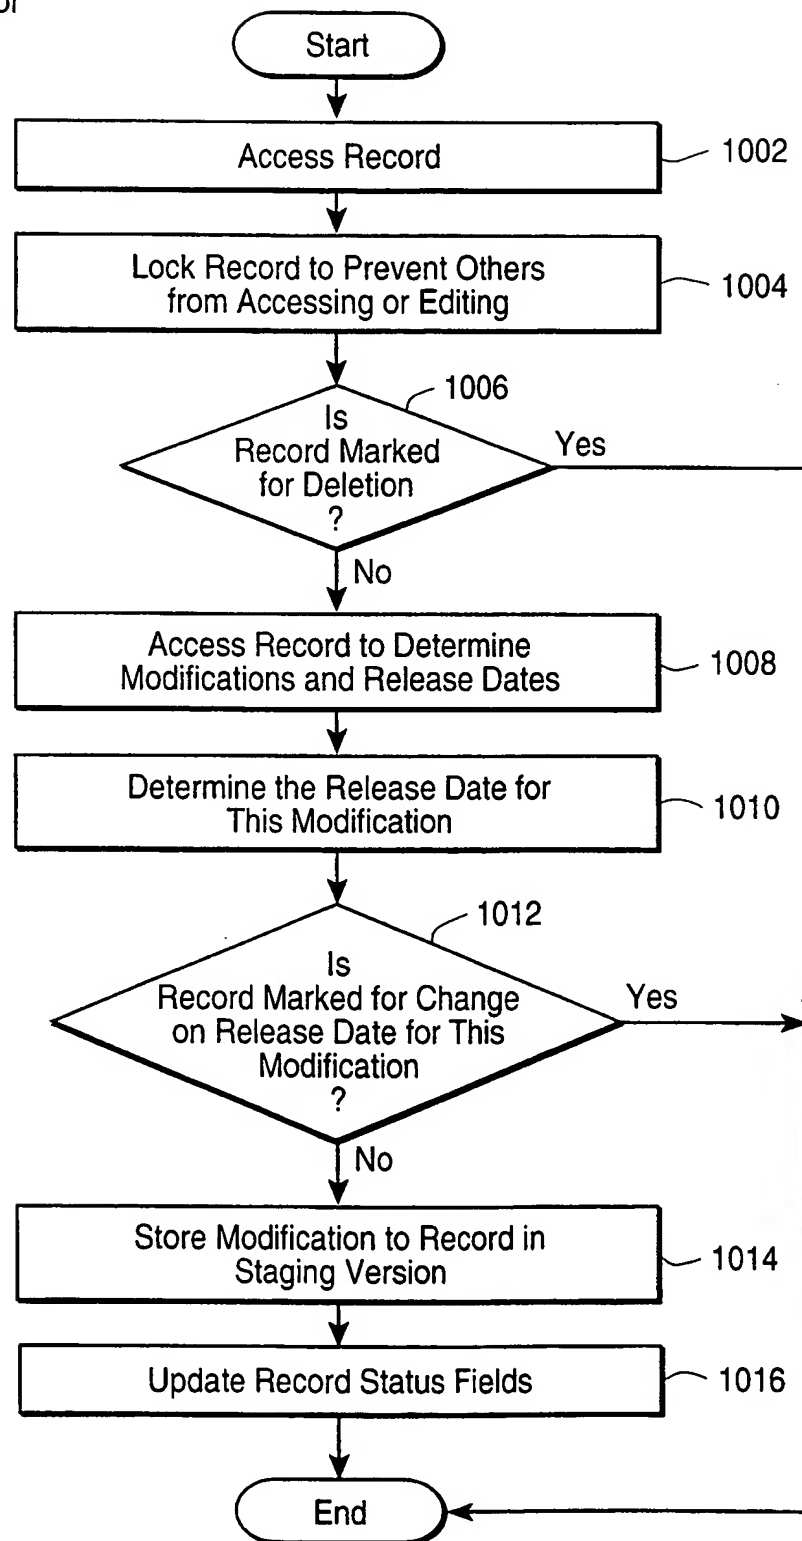 or
Start
Access Record
1002
Lock Record to Prevent Others
from Accessing or Editing
1004
1006
Is
Record Marked
for Deletion
?
Yes
No
Access Record to Determine
Modifications and Release Dates
1008
Determine the Release Date for
This Modification
1010
1012
Is
Record Marked for Change
on Release Date for This
Modification
?
Yes
No
Store Modification to Record in
Staging Version
1014
Update Record Status Fields
1016
End